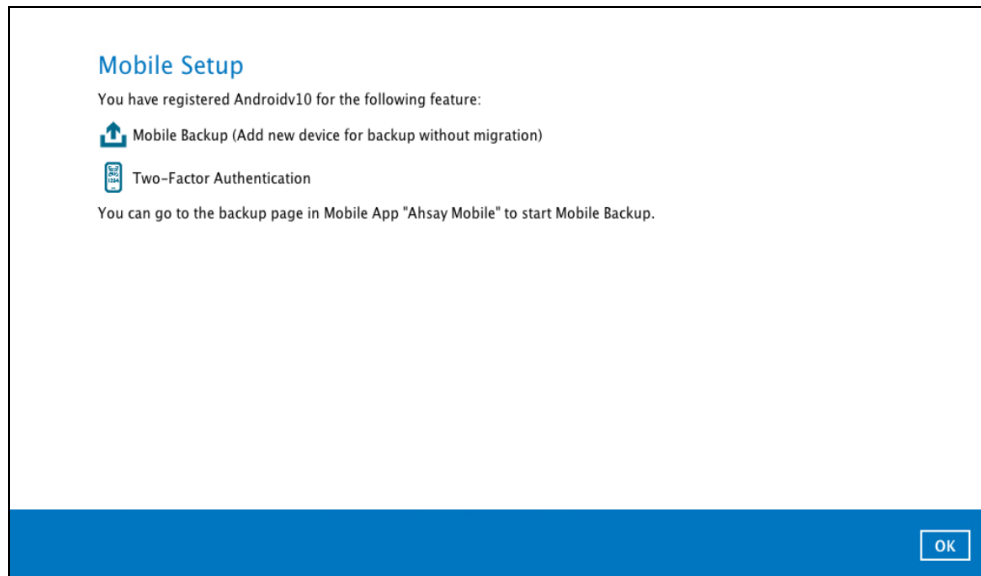 Mobile Setup
You have registered Androidv10 for the following feature:
Mobile Backup (Add new device for backup without migration)
Two-Factor Authentication
You can go to the backup page in Mobile App "Ahsay Mobile" to start Mobile Backup.
OK